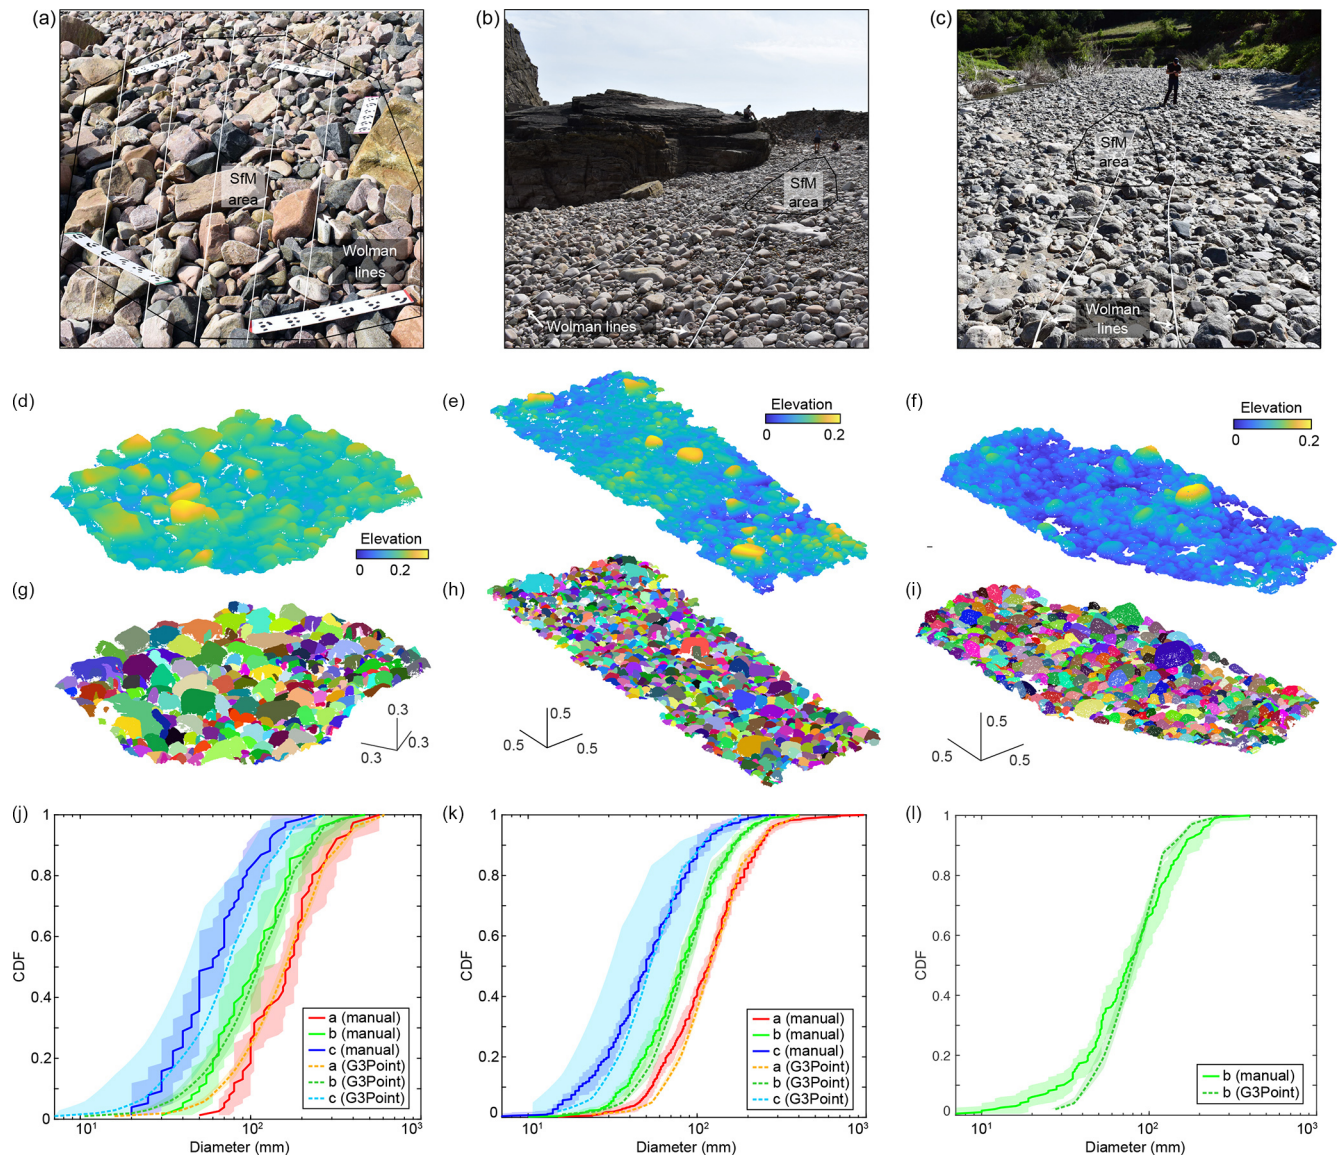 (a)
SfM
area
Wolman
lines
(b)
SfM
area
Wolman lines
(c)
SfM
area
Wolman
lines
(d)
Elevation
0 0.2
(e)
Elevation
0 0.2
(f)
Elevation
0 0.2
(g)
0.3
0.3
0.3
(h)
0.5
0.5
0.5
(i)
0.5
0.5
0.5
(j)
1
0.8
0.6
0.4
0.2
0
CDF
10¹ 10² 10³
Diameter (mm)
a (manual)
b (manual)
c (manual)
a (G3Point)
b (G3Point)
c (G3Point)
(k)
1
0.8
0.6
0.4
0.2
0
CDF
10¹ 10² 10³
Diameter (mm)
a (manual)
b (manual)
c (manual)
a (G3Point)
b (G3Point)
c (G3Point)
(l)
1
0.8
0.6
0.4
0.2
0
CDF
10¹ 10² 10³
Diameter (mm)
b (manual)
b (G3Point)